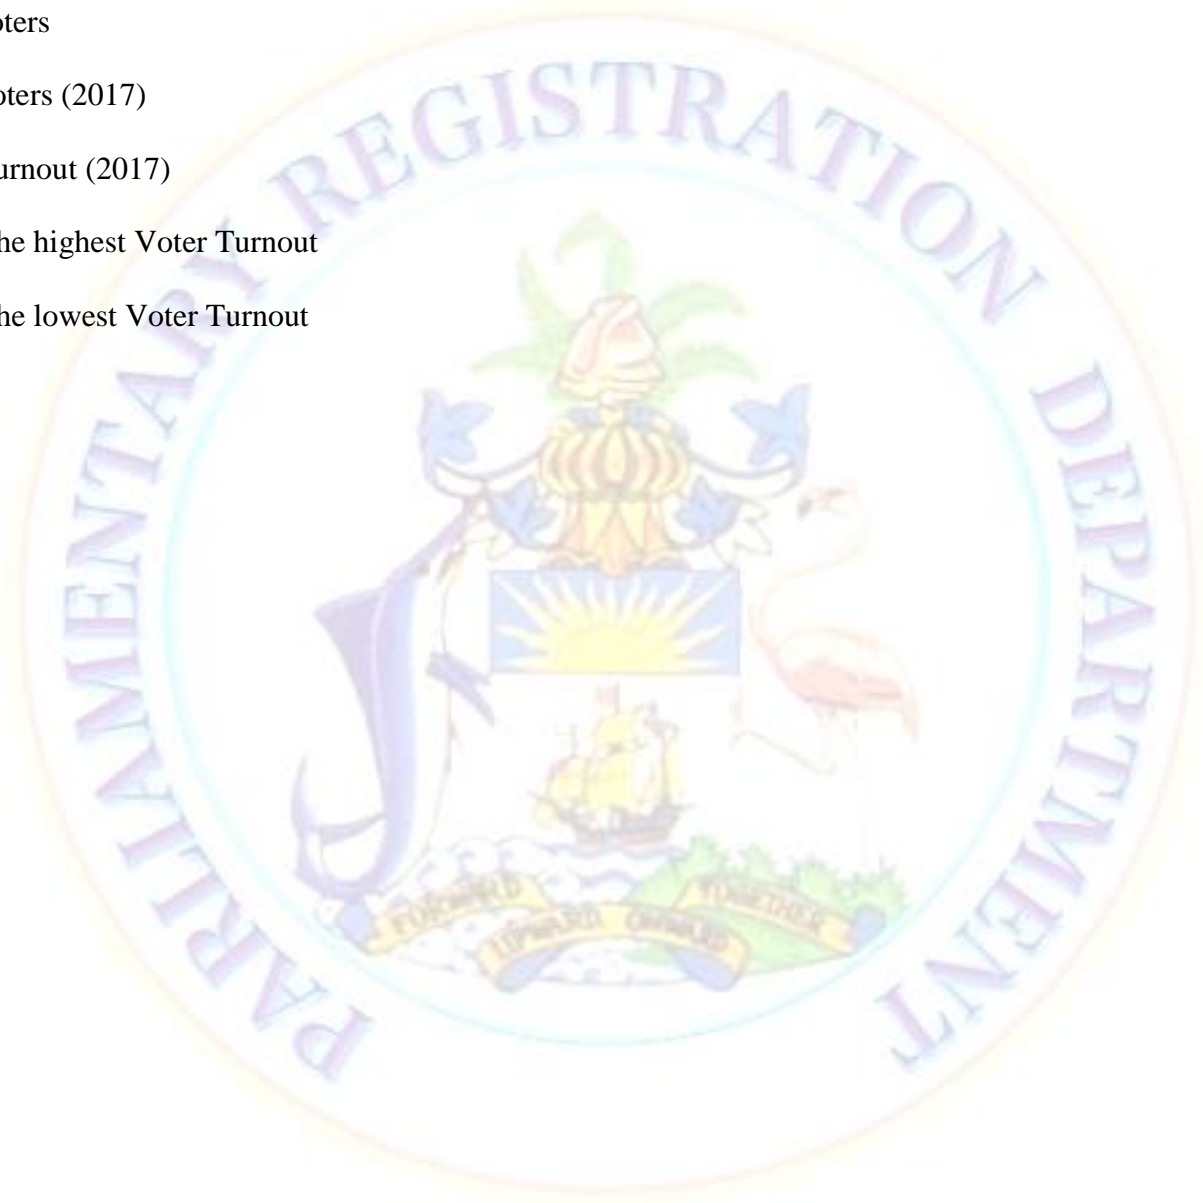 oters
oters (2017)
urnout (2017)
he highest Voter Turnout
he lowest Voter Turnout
PARLIAMENTARY REGISTRATION DEPARTMENT
FORWARD UPWARD ONWARD TOGETHER